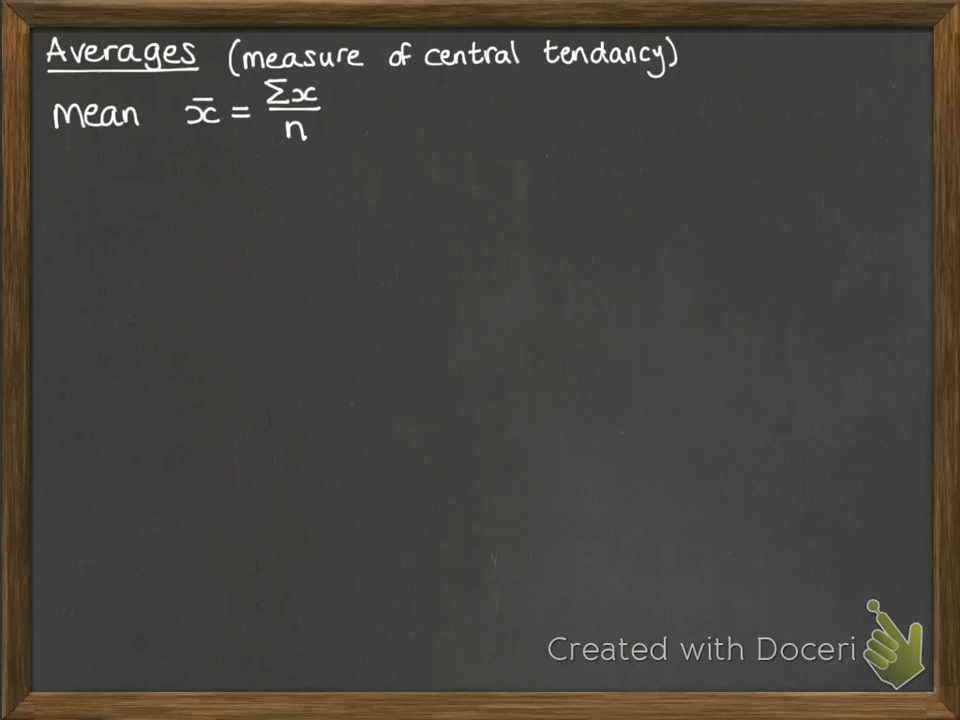 Averages (measure of central tendancy)
mean x̄ = Σx / n
Created with Doceri